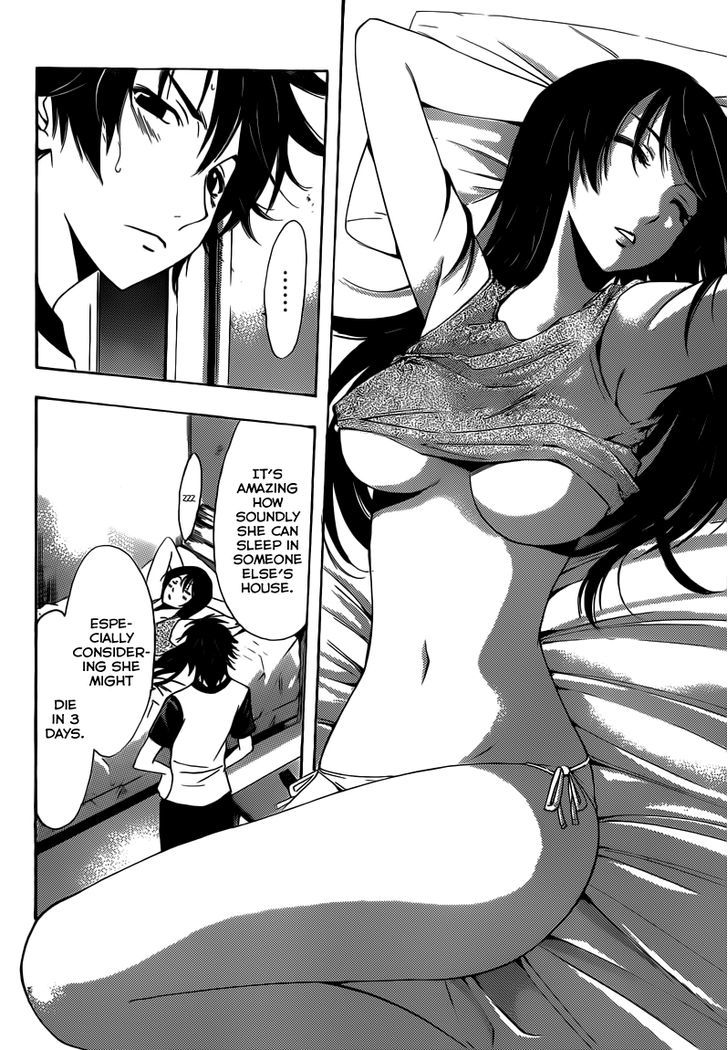 ......
IT'S
AMAZING
HOW
SOUNDLY
SHE CAN
SLEEP IN
SOMEONE
ELSE'S
HOUSE.
ZZZ
ESPE-
CIALLY
CONSIDER-
ING SHE
MIGHT
DIE
IN 3
DAYS.